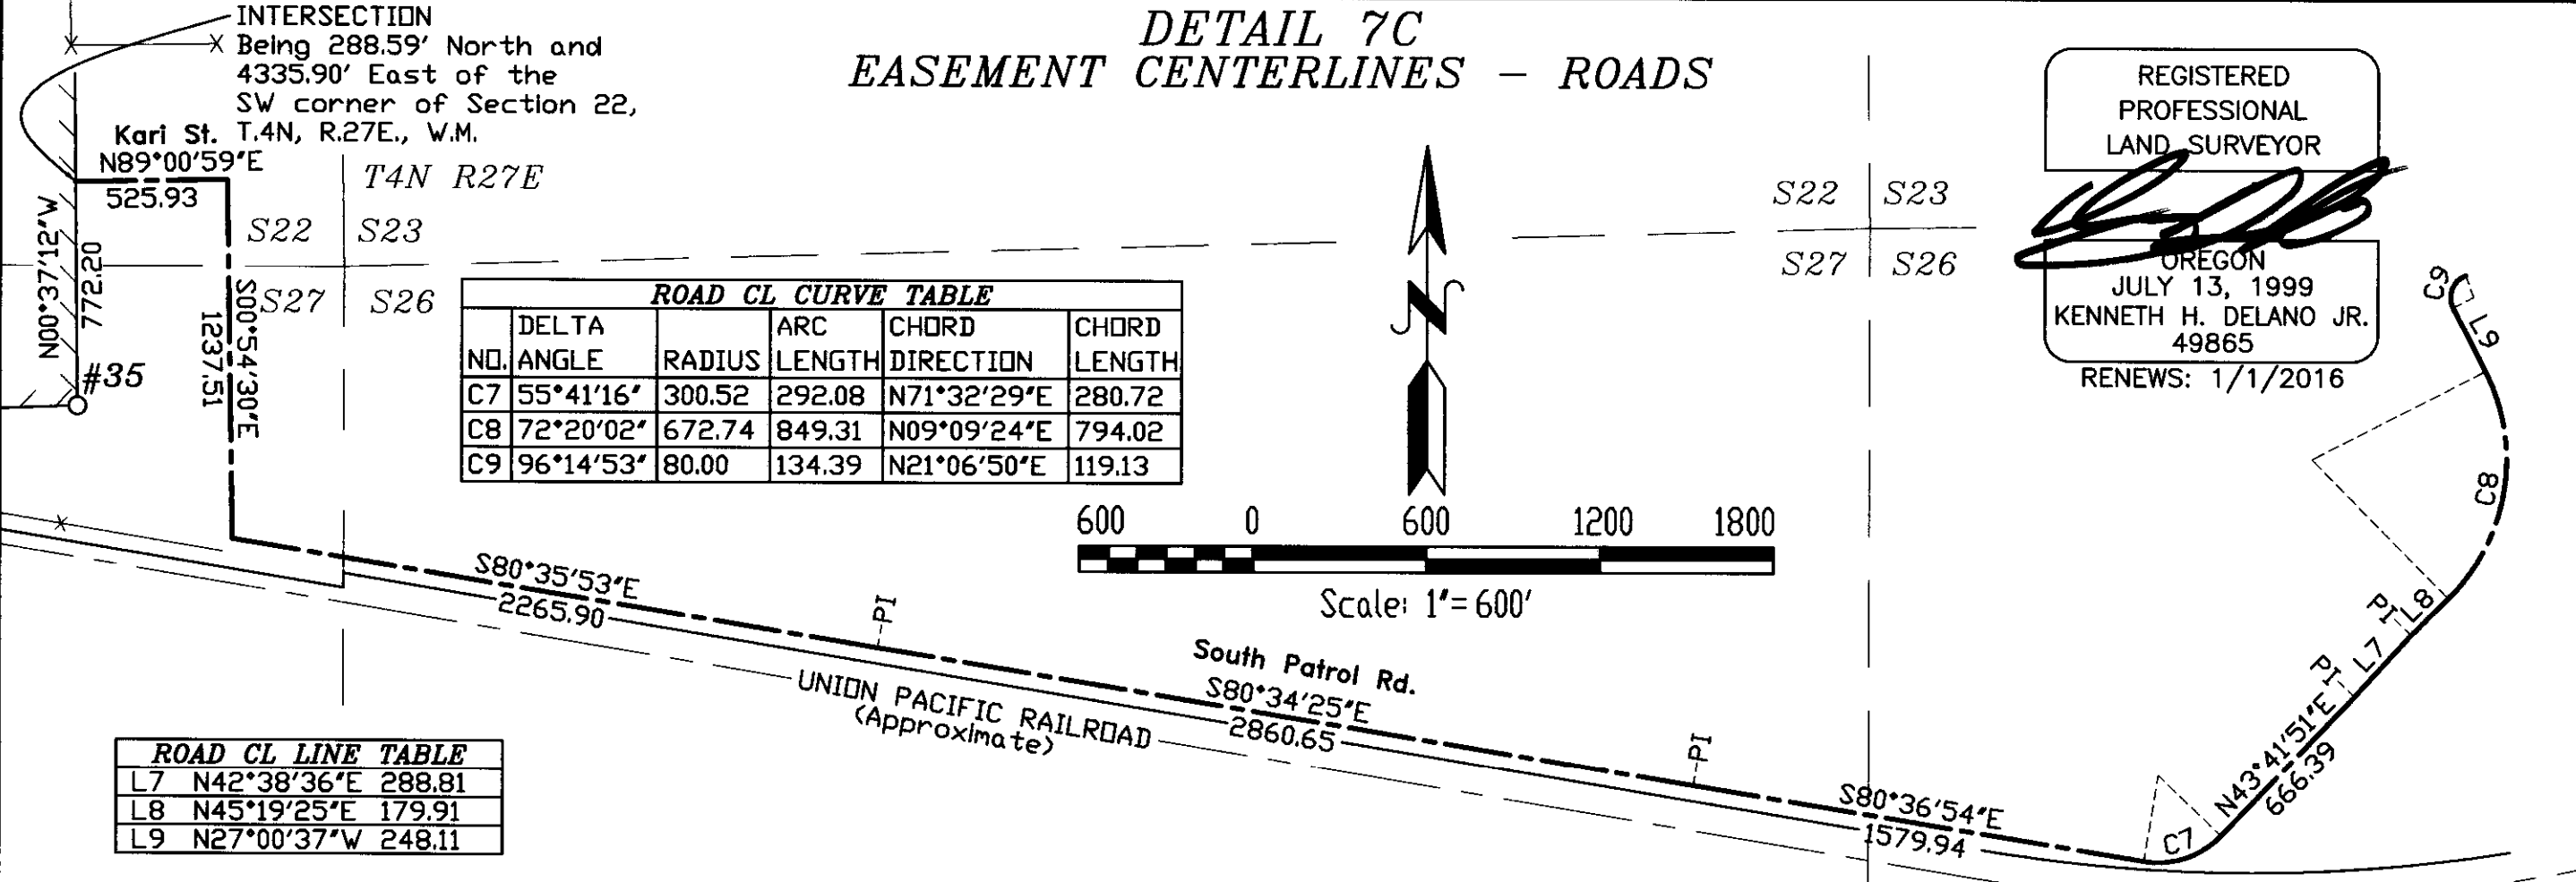 DETAIL 7C
EASEMENT CENTERLINES - ROADS
INTERSECTION
Being 288.59' North and
4335.90' East of the
SW corner of Section 22,
T.4N, R.27E., W.M.
Kari St.
N89°00'59"E
525.93
N00°37'12"W
772.20
#35
S00°54'30"E
1237.51
T4N R27E
S22 S23
S27 S26
ROAD CL CURVE TABLE
NO. DELTA ANGLE RADIUS ARC LENGTH CHORD DIRECTION CHORD LENGTH
C7 55°41'16" 300.52 292.08 N71°32'29"E 280.72
C8 72°20'02" 672.74 849.31 N09°09'24"E 794.02
C9 96°14'53" 80.00 134.39 N21°06'50"E 119.13
N
600 0 600 1200 1800
Scale: 1"=600'
S22 S23
S27 S26
REGISTERED
PROFESSIONAL
LAND SURVEYOR
OREGON
JULY 13, 1999
KENNETH H. DELANO JR.
49865
RENEWS: 1/1/2016
S80°35'53"E
2265.90
PI
UNION PACIFIC RAILROAD
(Approximate)
South Patrol Rd.
S80°34'25"E
2860.65
PI
S80°36'54"E
1579.94
C7
N43°41'51"E
666.39
PI
L7
PI
L8
C8
L9
C9
ROAD CL LINE TABLE
L7 N42°38'36"E 288.81
L8 N45°19'25"E 179.91
L9 N27°00'37"W 248.11